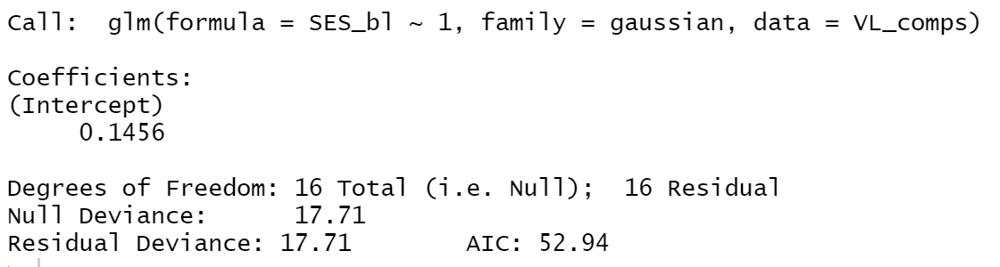 Call:  glm(formula = SES_bl ~ 1, family = gaussian, data = VL_comps)
Coefficients:
(Intercept)
     0.1456
Degrees of Freedom: 16 Total (i.e. Null);  16 Residual
Null Deviance:      17.71
Residual Deviance: 17.71        AIC: 52.94